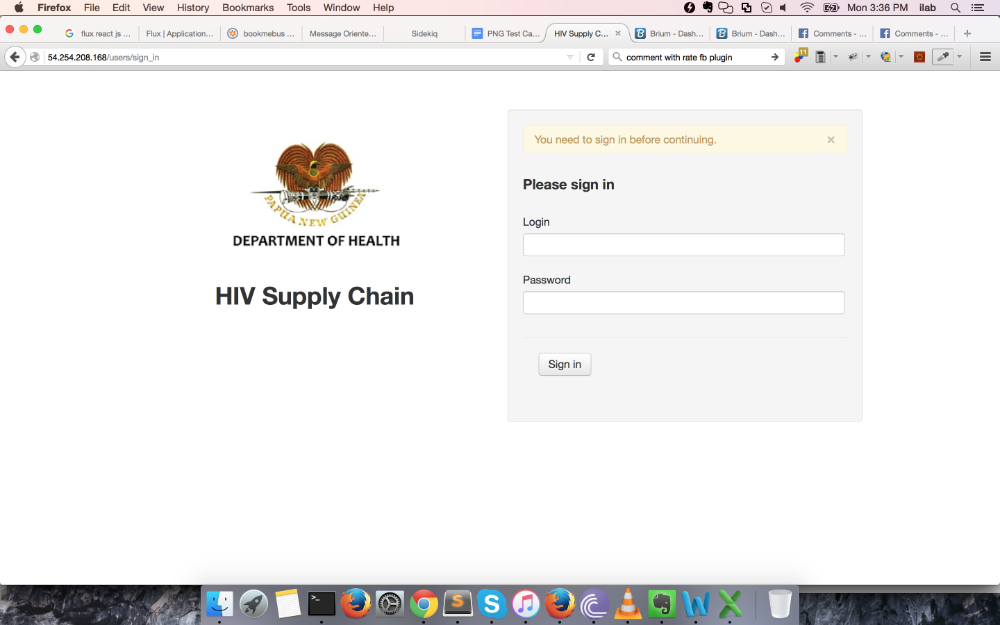 Firefox File Edit View History Bookmarks Tools Window Help Mon 3:36 PM ilab
flux react js ... Flux | Application... bookmebus ... Message Oriente... Sidekiq PNG Test Ca... HIV Supply C... Brium - Dash... Brium - Dash... Comments - ... Comments - ...
54.254.208.168/users/sign_in comment with rate fb plugin 11
PAPUA NEW GUINEA
DEPARTMENT OF HEALTH
HIV Supply Chain
You need to sign in before continuing. ×
Please sign in
Login
Password
Sign in